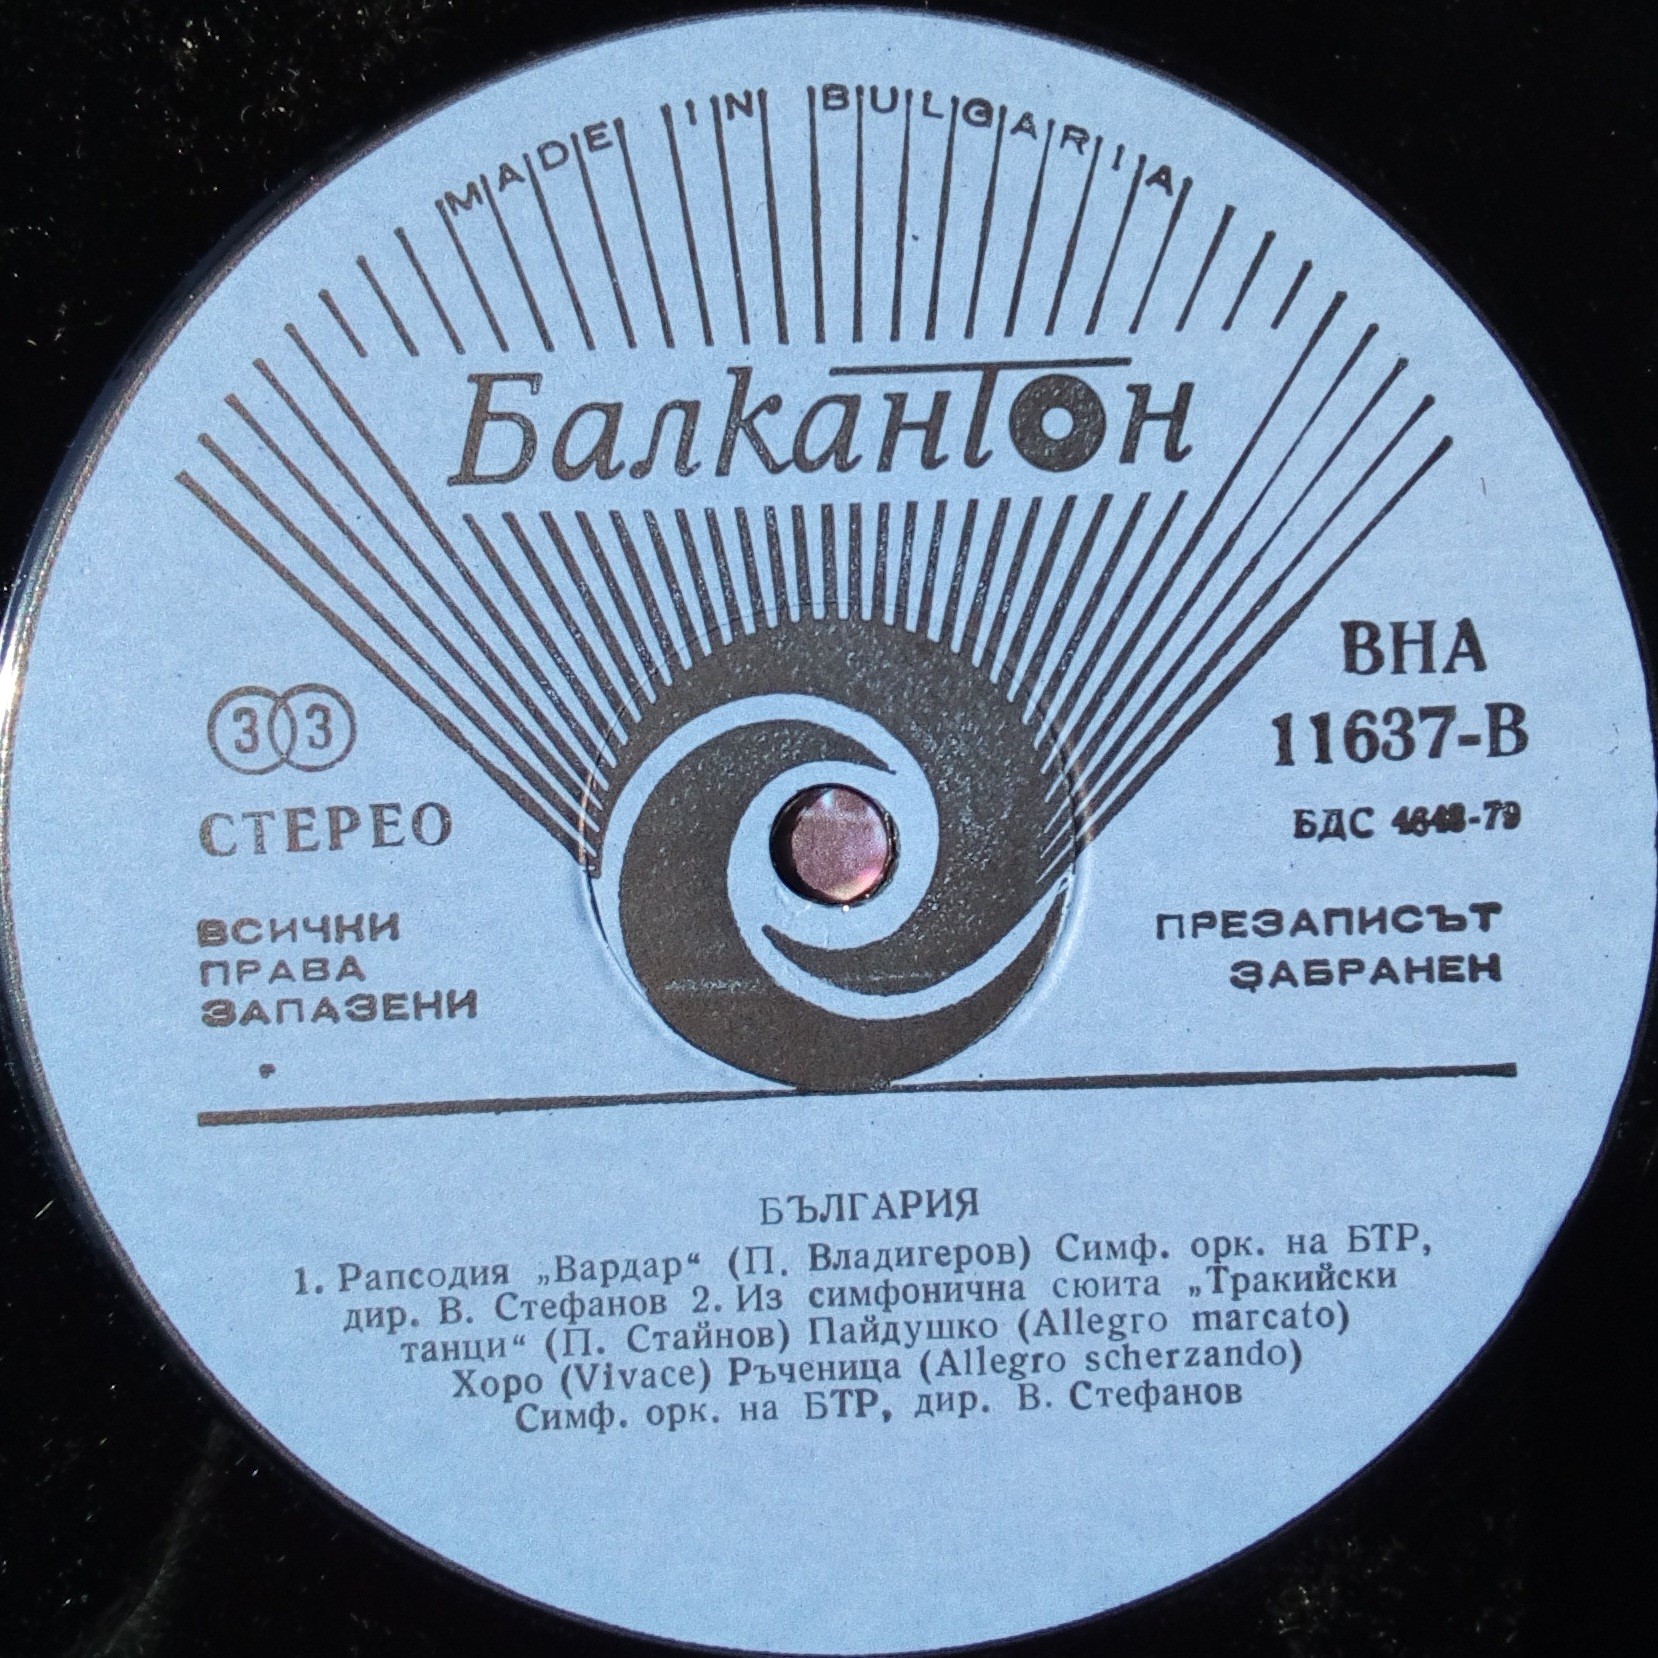 MADE IN BULGARIA
Балкантон
33
СТЕРЕО
ВСИЧКИ
ПРАВА
ЗАПАЗЕНИ
ВНА
11637-В
БДС 4648-79
ПРЕЗАПИСЪТ
ЗАБРАНЕН
БЪЛГАРИЯ
1. Рапсодия „Вардар“ (П. Владигеров) Симф. орк. на БТР,
дир. В. Стефанов 2. Из симфонична сюита „Тракийски
танци“ (П. Стайнов) Пайдушко (Allegro marcato)
Хоро (Vivace) Ръченица (Allegro scherzando)
Симф. орк. на БТР, дир. В. Стефанов